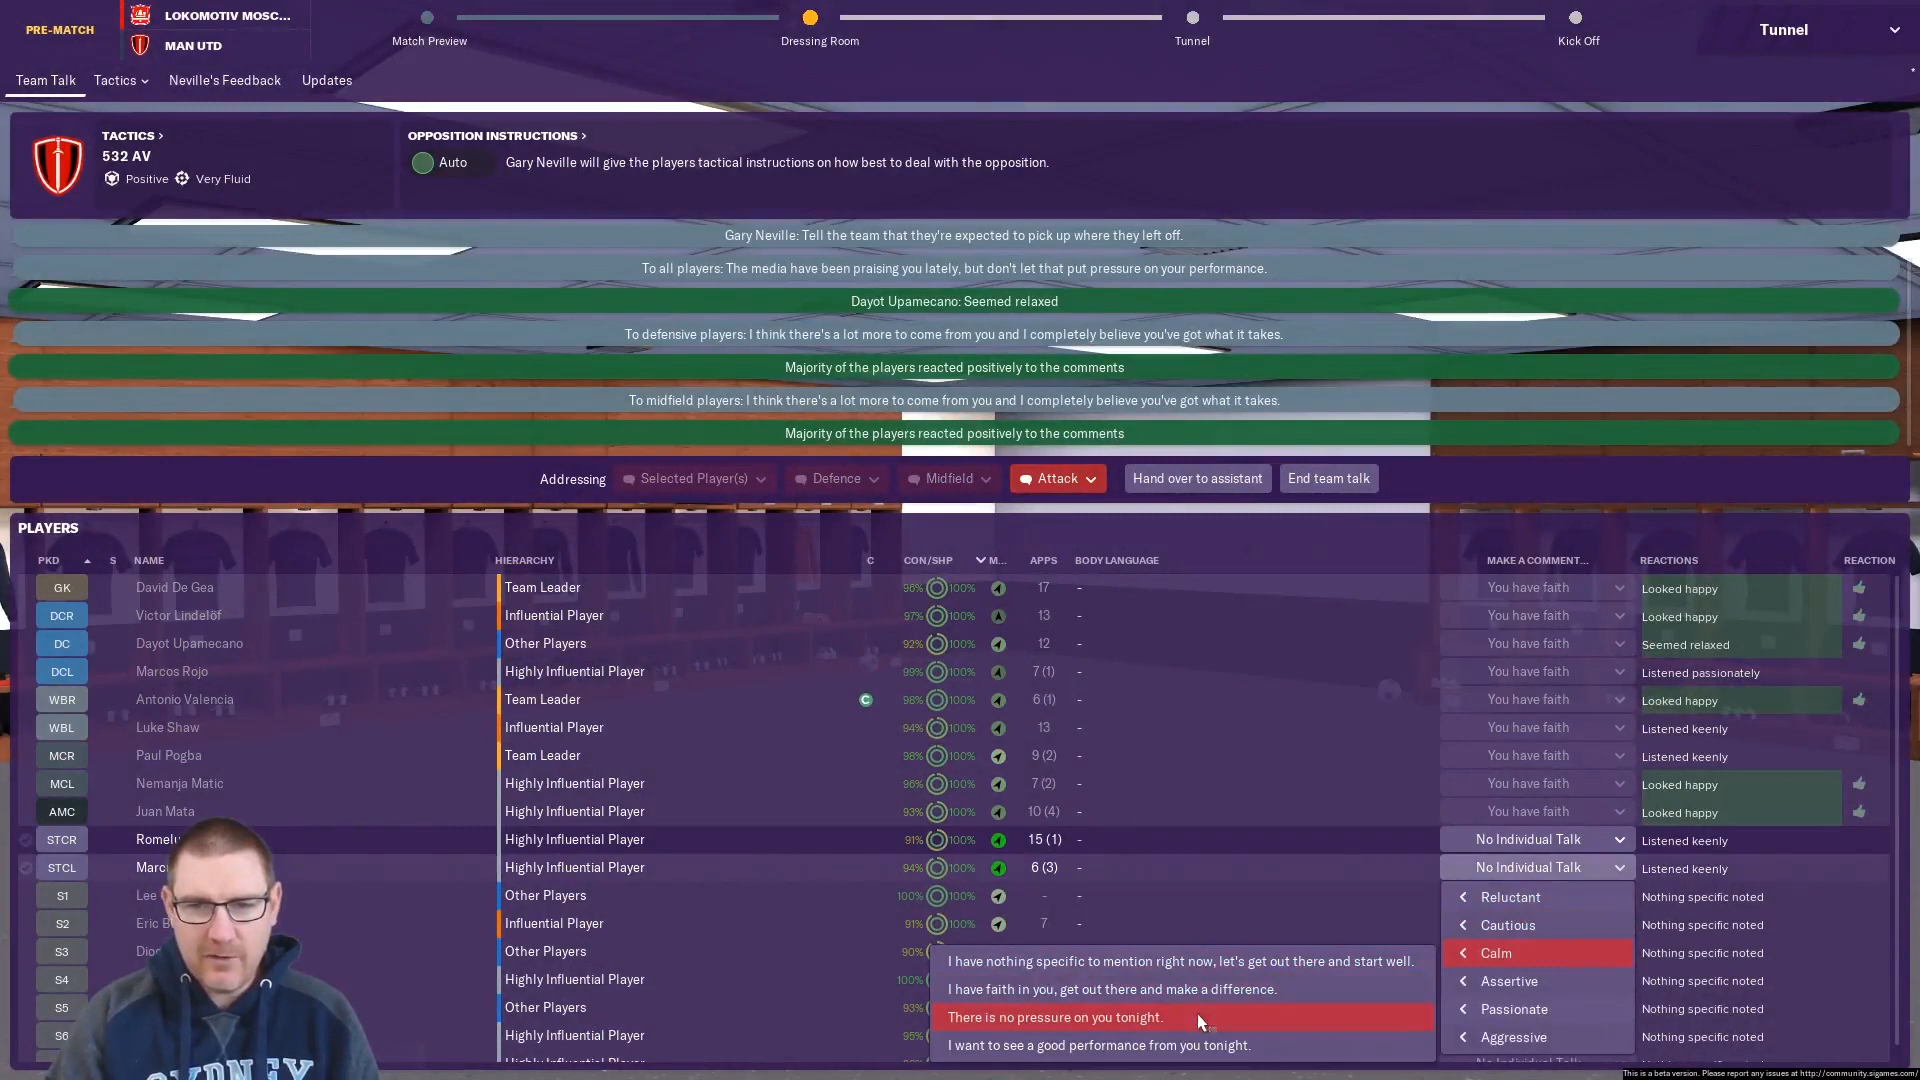 PRE-MATCH
LOKOMOTIV MOSC...
MAN UTD
Match Preview
Dressing Room
Tunnel
Kick Off
Tunnel
Team Talk
Tactics
Neville's Feedback
Updates
TACTICS >
532 AV
Positive
Very Fluid
OPPOSITION INSTRUCTIONS >
Auto
Gary Neville will give the players tactical instructions on how best to deal with the opposition.
Gary Neville: Tell the team that they're expected to pick up where they left off.
To all players: The media have been praising you lately, but don't let that put pressure on your performance.
Dayot Upamecano: Seemed relaxed
To defensive players: I think there's a lot more to come from you and I completely believe you've got what it takes.
Majority of the players reacted positively to the comments
To midfield players: I think there's a lot more to come from you and I completely believe you've got what it takes.
Majority of the players reacted positively to the comments
Addressing
Selected Player(s)
Defence
Midfield
Attack
Hand over to assistant
End team talk
PLAYERS
PKD S NAME HIERARCHY C CON/SHP M... APPS BODY LANGUAGE MAKE A COMMENT... REACTIONS REACTION
GK David De Gea Team Leader 96% 100% 17 - You have faith Looked happy
DCR Victor Lindelöf Influential Player 97% 100% 13 - You have faith Looked happy
DC Dayot Upamecano Other Players 92% 100% 12 - You have faith Seemed relaxed
DCL Marcos Rojo Highly Influential Player 99% 100% 7 (1) - You have faith Listened passionately
WBR Antonio Valencia Team Leader C 98% 100% 6 (1) - You have faith Looked happy
WBL Luke Shaw Influential Player 94% 100% 13 - You have faith Listened keenly
MCR Paul Pogba Team Leader 98% 100% 9 (2) - You have faith Listened keenly
MCL Nemanja Matic Highly Influential Player 96% 100% 7 (2) - You have faith Looked happy
AMC Juan Mata Highly Influential Player 93% 100% 10 (4) - You have faith Looked happy
STCR Romelu Highly Influential Player 91% 100% 15 (1) - No Individual Talk Listened keenly
STCL Marc Highly Influential Player 94% 100% 6 (3) - No Individual Talk Listened keenly
S1 Lee Other Players 100% 100% - - Reluctant Nothing specific noted
S2 Eric B Influential Player 91% 100% 7 - Cautious Nothing specific noted
S3 Dio Other Players 90% I have nothing specific to mention right now, let's get out there and start well. Calm Nothing specific noted
S4 Highly Influential Player 100% I have faith in you, get out there and make a difference. Assertive Nothing specific noted
S5 Other Players 93% There is no pressure on you tonight. Passionate Nothing specific noted
S6 Highly Influential Player 95% I want to see a good performance from you tonight. Aggressive Nothing specific noted
SYDNEY
This is a beta version. Please report any issues at http://community.sigames.com/